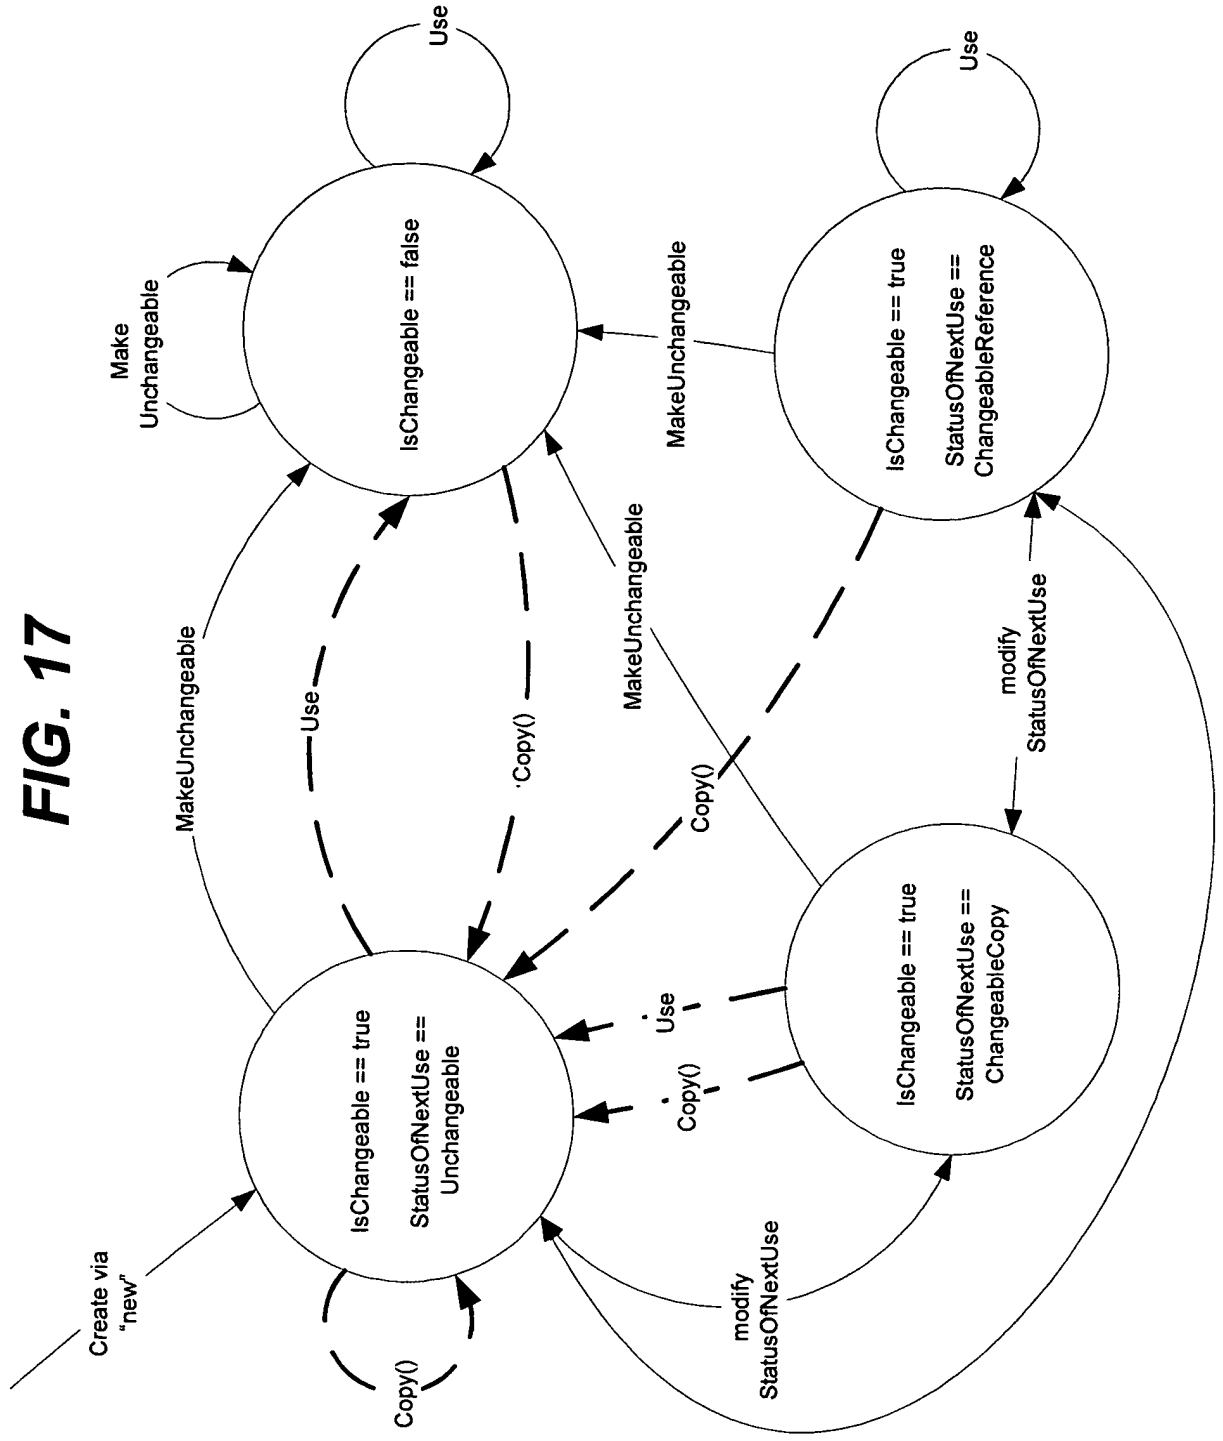 FIG. 17
Create via
"new"
MakeUnchangeable
Make
Unchangeable
Use
Use
Copy()
IsChangeable == true
StatusOfNextUse ==
Unchangeable
Copy()
IsChangeable == false
MakeUnchangeable
MakeUnchangeable
Copy()
Copy()
Use
modify
StatusOfNextUse
IsChangeable == true
StatusOfNextUse ==
ChangeableCopy
modify
StatusOfNextUse
IsChangeable == true
StatusOfNextUse ==
ChangeableReference
Use